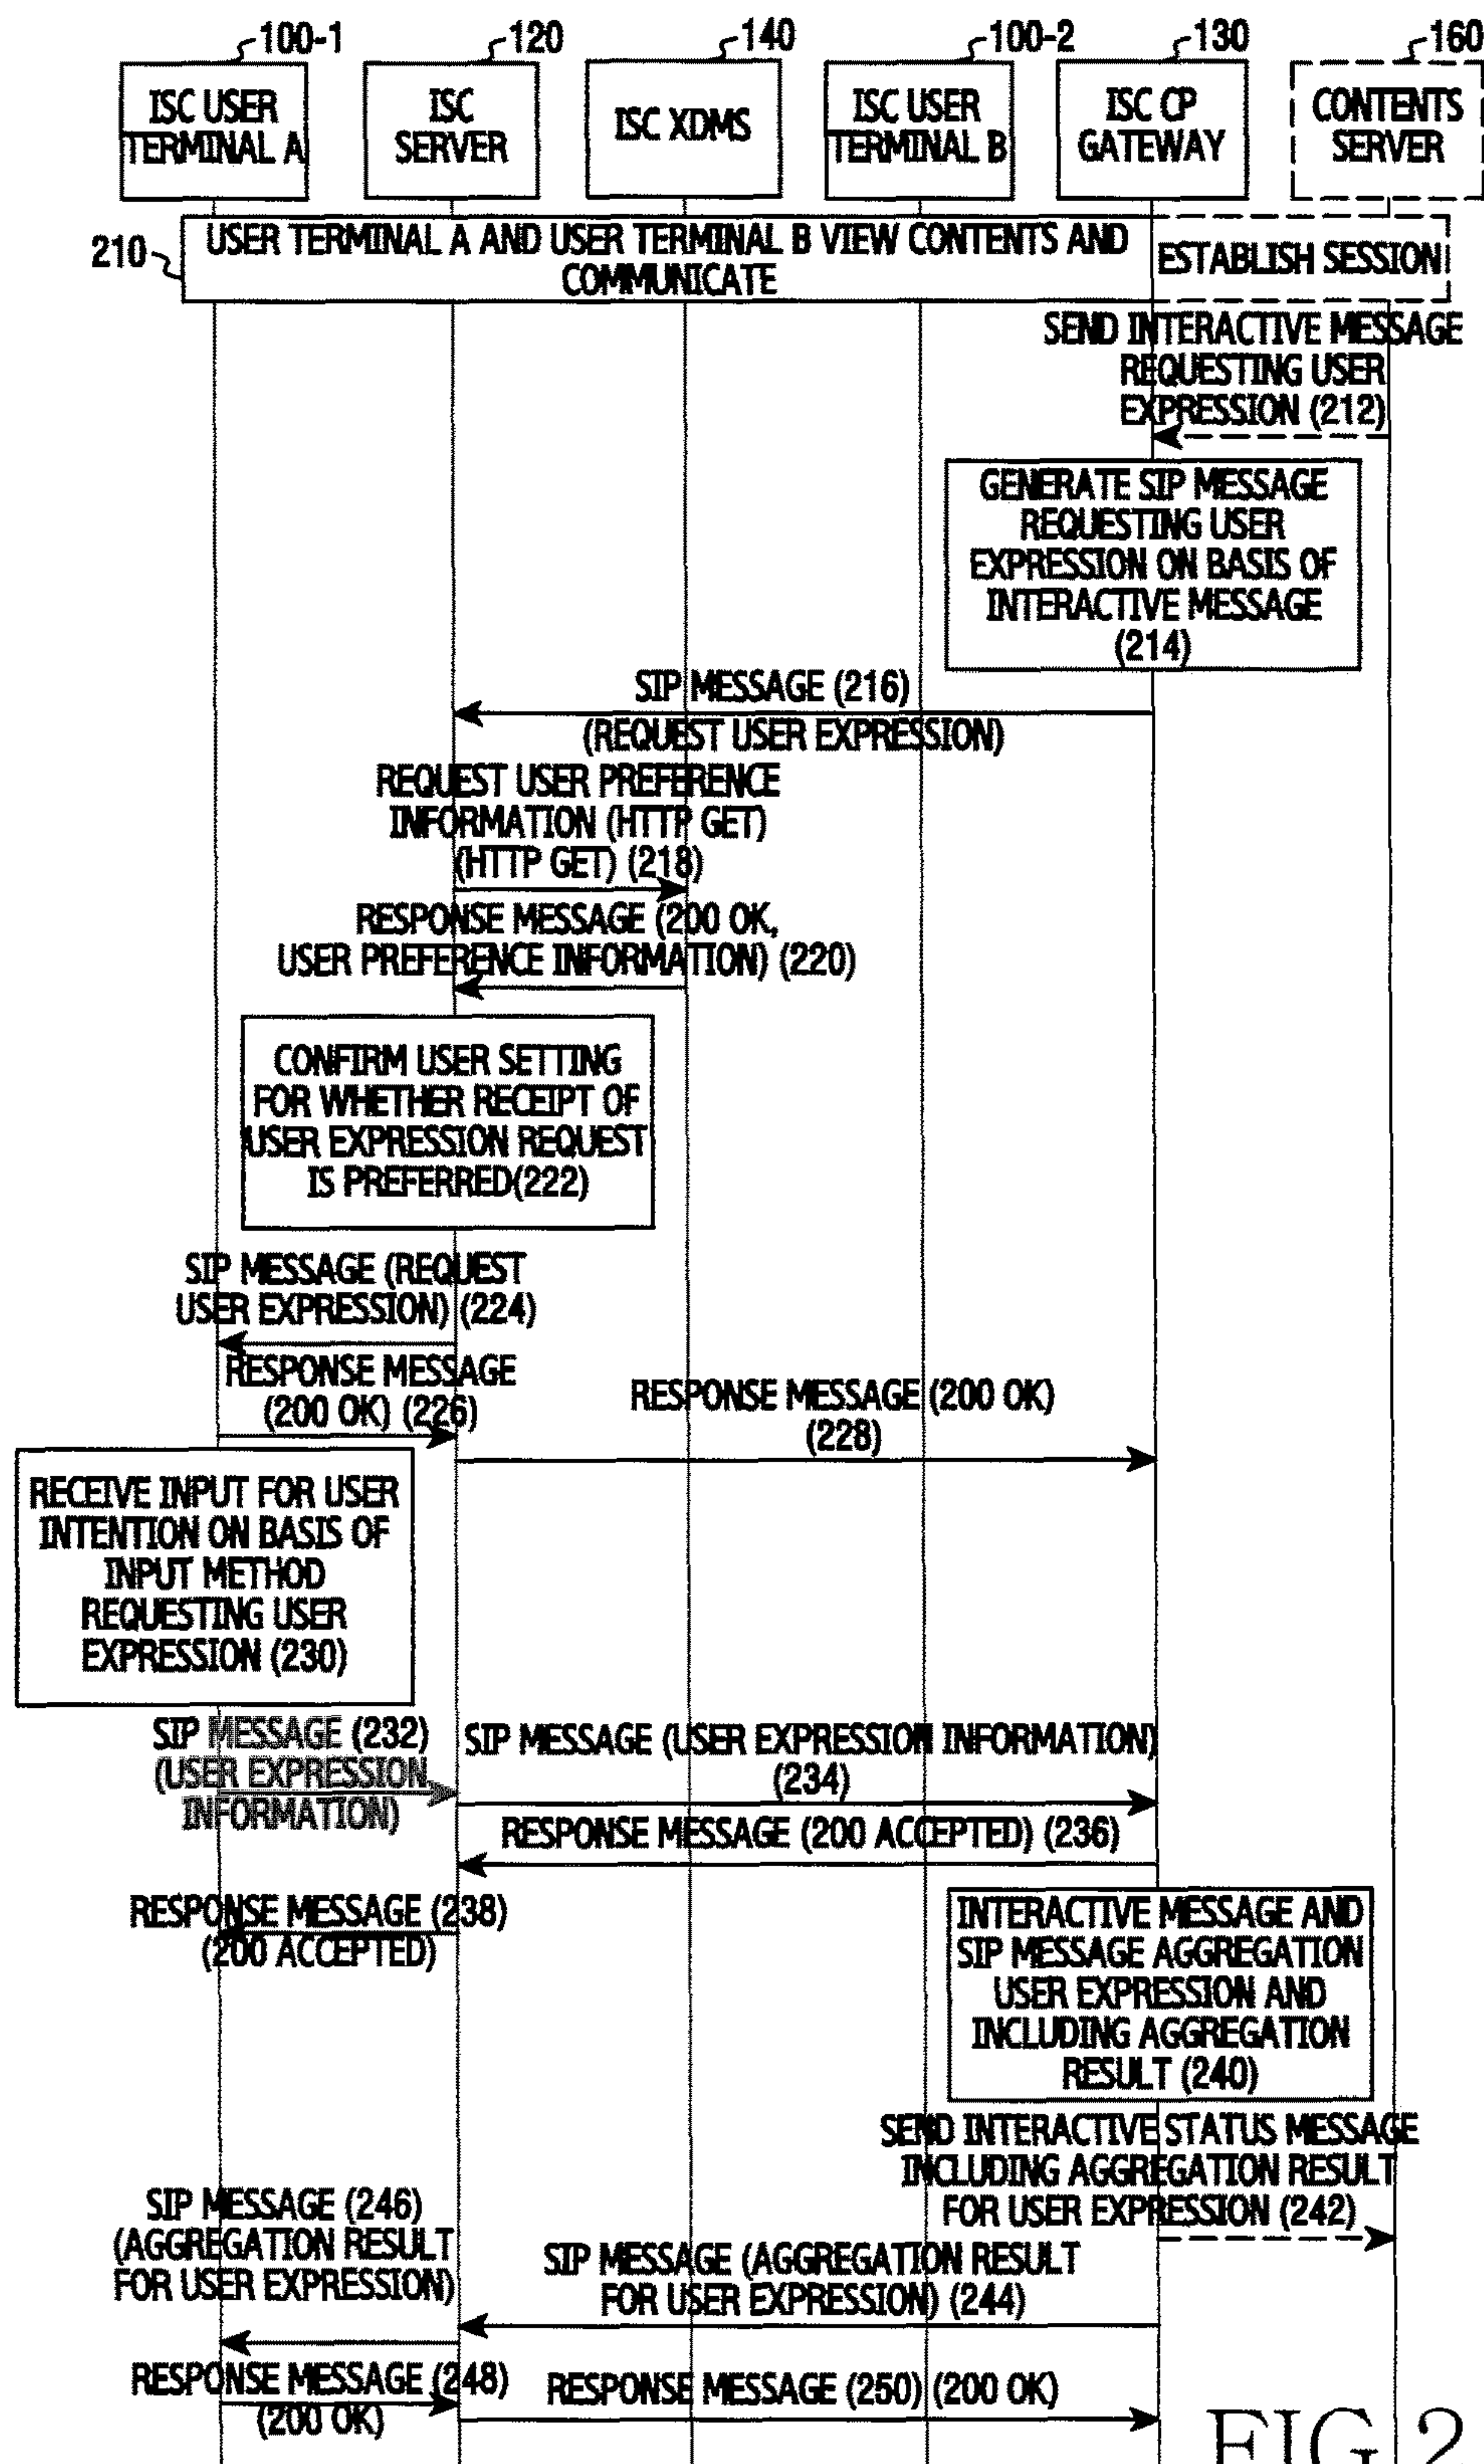 100-1
120
140
100-2
130
160
ISC USER
TERMINAL A
ISC
SERVER
ISC XDMS
ISC USER
TERMINAL B
ISC CP
GATEWAY
CONTENTS
SERVER
210
USER TERMINAL A AND USER TERMINAL B VIEW CONTENTS AND
COMMUNICATE
ESTABLISH SESSION
SEND INTERACTIVE MESSAGE
REQUESTING USER
EXPRESSION (212)
GENERATE SIP MESSAGE
REQUESTING USER
EXPRESSION ON BASIS OF
INTERACTIVE MESSAGE
(214)
SIP MESSAGE (216)
(REQUEST USER EXPRESSION)
REQUEST USER PREFERENCE
INFORMATION (HTTP GET)
(HTTP GET) (218)
RESPONSE MESSAGE (200 OK,
USER PREFERENCE INFORMATION) (220)
CONFIRM USER SETTING
FOR WHETHER RECEIPT OF
USER EXPRESSION REQUEST
IS PREFERRED(222)
SIP MESSAGE (REQUEST
USER EXPRESSION) (224)
RESPONSE MESSAGE
(200 OK) (226)
RESPONSE MESSAGE (200 OK)
(228)
RECEIVE INPUT FOR USER
INTENTION ON BASIS OF
INPUT METHOD
REQUESTING USER
EXPRESSION (230)
SIP MESSAGE (232)
(USER EXPRESSION
INFORMATION)
SIP MESSAGE (USER EXPRESSION INFORMATION)
(234)
RESPONSE MESSAGE (200 ACCEPTED) (236)
RESPONSE MESSAGE (238)
(200 ACCEPTED)
INTERACTIVE MESSAGE AND
SIP MESSAGE AGGREGATION
USER EXPRESSION AND
INCLUDING AGGREGATION
RESULT (240)
SEND INTERACTIVE STATUS MESSAGE
INCLUDING AGGREGATION RESULT
FOR USER EXPRESSION (242)
SIP MESSAGE (246)
(AGGREGATION RESULT
FOR USER EXPRESSION)
SIP MESSAGE (AGGREGATION RESULT
FOR USER EXPRESSION) (244)
RESPONSE MESSAGE (248)
(200 OK)
RESPONSE MESSAGE (250) (200 OK)
FIG.2